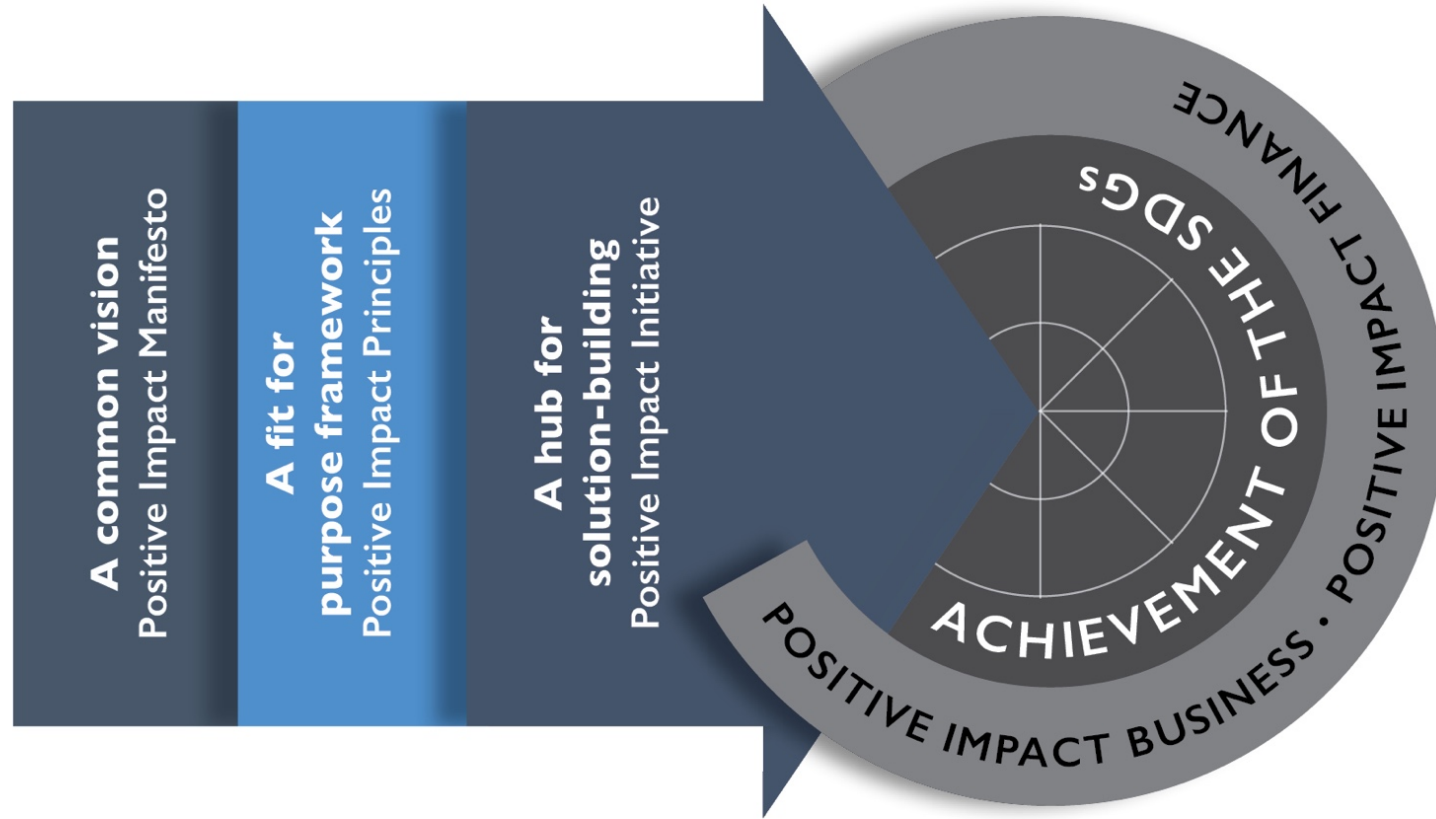 A common vision
Positive Impact Manifesto
A fit for
purpose framework
Positive Impact Principles
A hub for
solution-building
Positive Impact Initiative
ACHIEVEMENT OF THE SDGs
POSITIVE IMPACT BUSINESS • POSITIVE IMPACT FINANCE